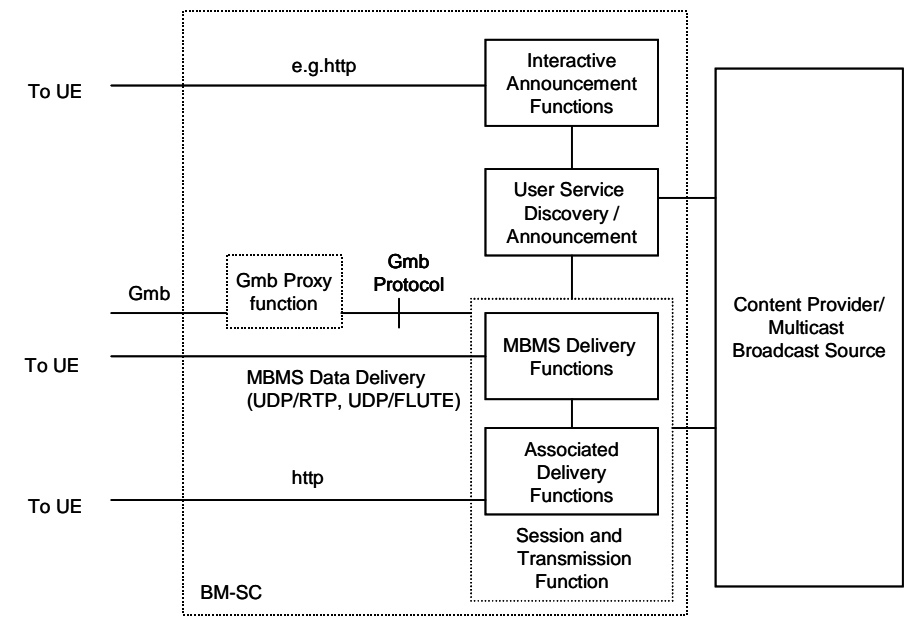 e.g.http
Interactive
Announcement
Functions
To UE
User Service
Discovery /
Announcement
Gmb
Gmb Proxy
function
Gmb
Protocol
Content Provider/
Multicast
Broadcast Source
MBMS Delivery
Functions
To UE
MBMS Data Delivery
(UDP/RTP, UDP/FLUTE)
Associated
Delivery
Functions
http
To UE
Session and
Transmission
Function
BM-SC